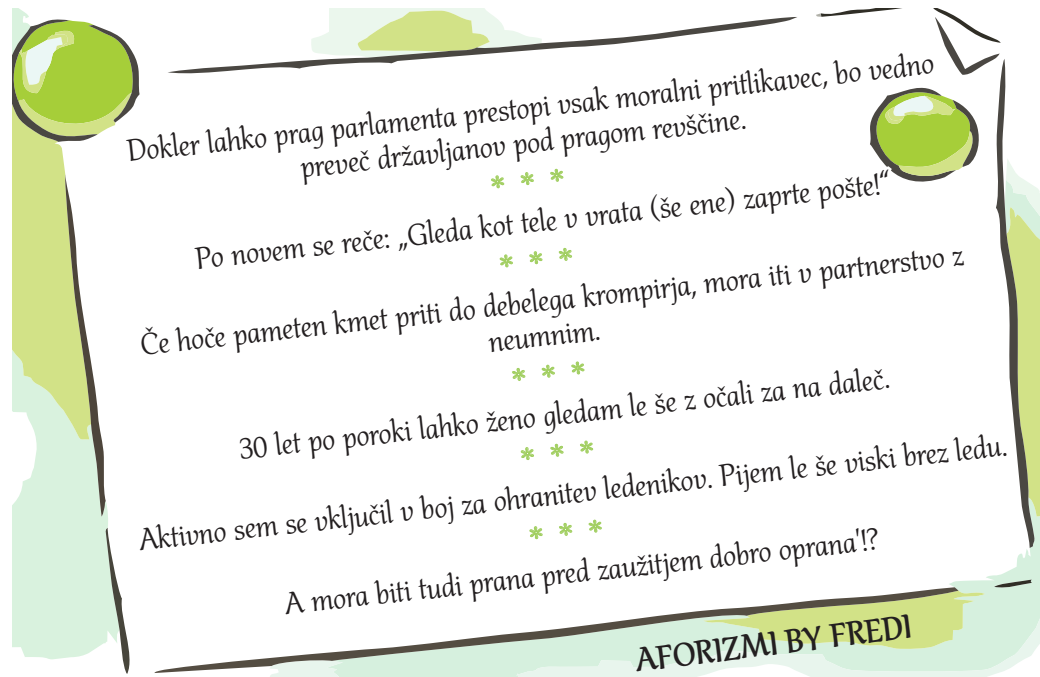 Dokler lahko prag parlamenta prestopi vsak moralni pritlikavec, bo vedno
preveč državljanov pod pragom revščine.
* * *
Po novem se reče: „Gleda kot tele v vrata (še ene) zaprte pošte!“
* * *
Če hoče pameten kmet priti do debelega krompirja, mora iti v partnerstvo z
neumnim.
* * *
30 let po poroki lahko ženo gledam le še z očali za na daleč.
* * *
Aktivno sem se vključil v boj za ohranitev ledenikov. Pijem le še viski brez ledu.
* * *
A mora biti tudi prana pred zaužitjem dobro oprana'!?
AFORIZMI BY FREDI